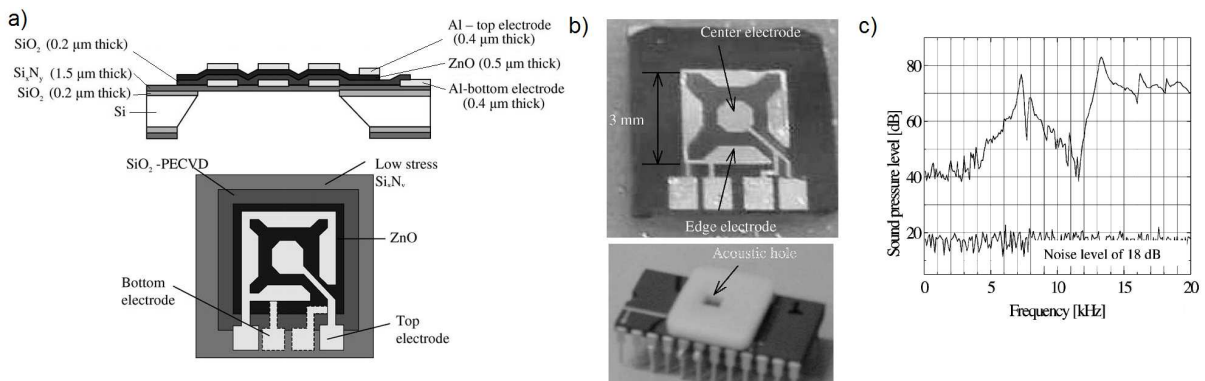 a)
Al – top electrode
(0.4 μm thick)
SiO₂ (0.2 μm thick)
ZnO (0.5 μm thick)
SiₓNᵧ (1.5 μm thick)
SiO₂ (0.2 μm thick)
Al-bottom electrode
(0.4 μm thick)
Si
SiO₂ -PECVD
Low stress
SiₓNᵧ
ZnO
Bottom
electrode
Top
electrode
b)
Center electrode
3 mm
Edge electrode
Acoustic hole
c)
Sound pressure level [dB]
80
60
40
20
Noise level of 18 dB
0
5
10
15
20
Frequency [kHz]